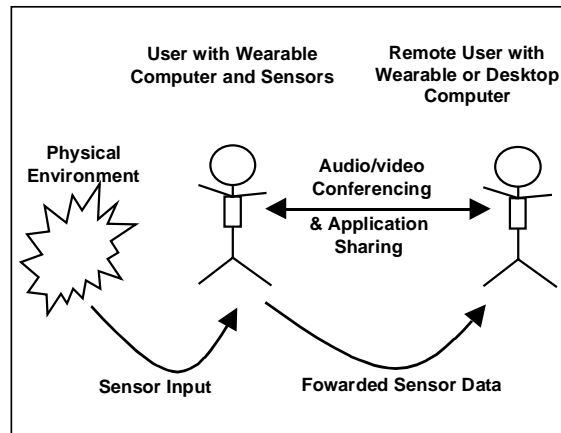 User with Wearable
Computer and Sensors
Remote User with
Wearable or Desktop
Computer
Physical
Environment
Audio/video
Conferencing
& Application
Sharing
Sensor Input
Fowarded Sensor Data